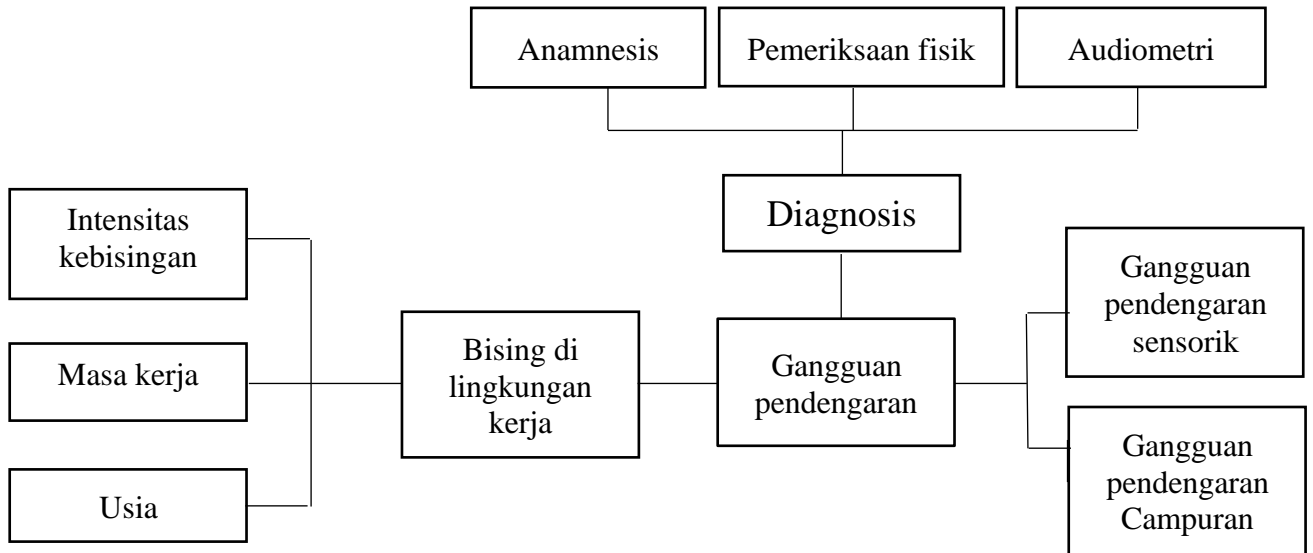 Anamnesis
Pemeriksaan fisik
Audiometri
Diagnosis
Intensitas
kebisingan
Masa kerja
Usia
Bising di
lingkungan
kerja
Gangguan
pendengaran
Gangguan
pendengaran
sensorik
Gangguan
pendengaran
Campuran